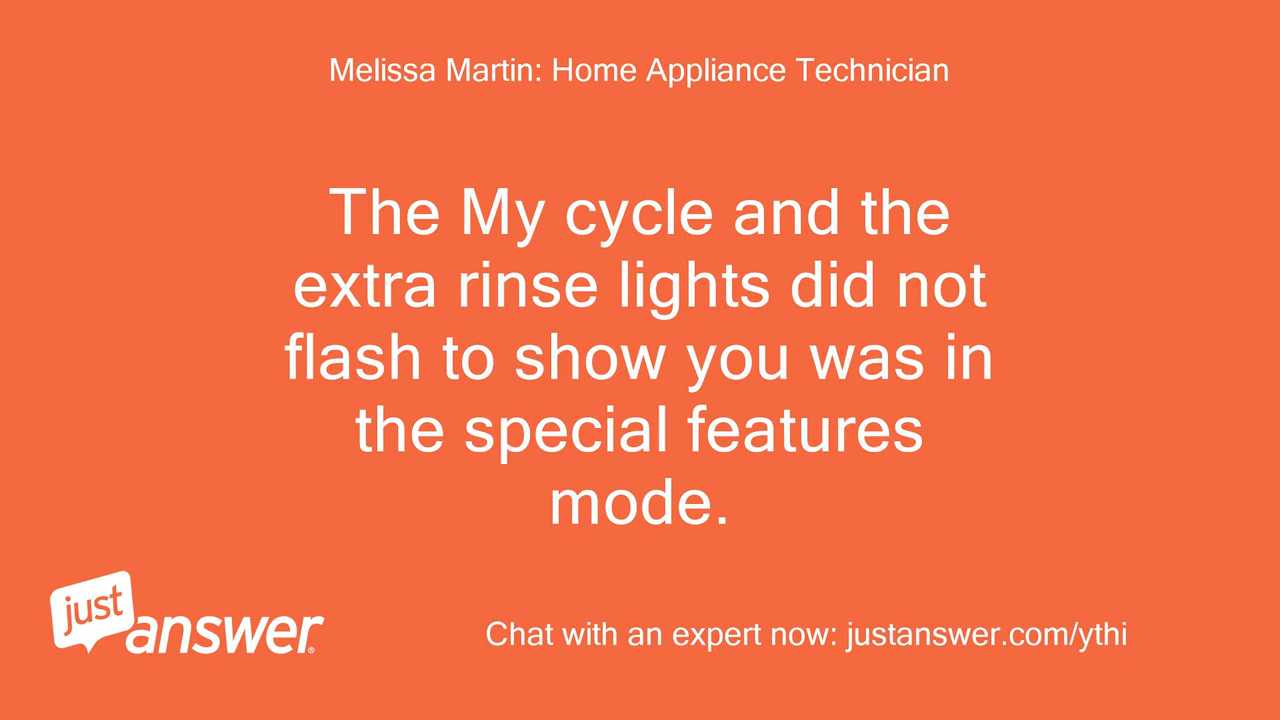 Melissa Martin: Home Appliance Technician
The My cycle and the
extra rinse lights did not
flash to show you was in
the special features
mode.
just
answer®
Chat with an expert now: justanswer.com/ythi